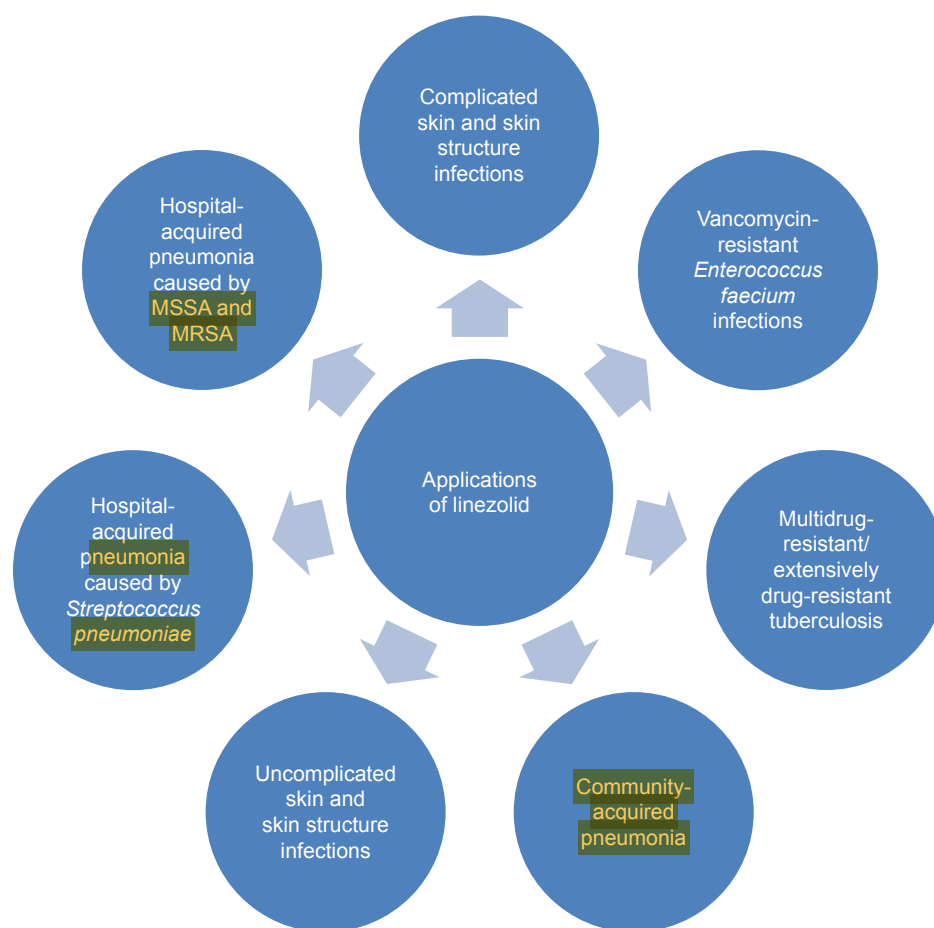 Complicated
skin and skin
structure
infections
Vancomycin-
resistant
Enterococcus
faecium
infections
Multidrug-
resistant/
extensively
drug-resistant
tuberculosis
Community-
acquired
pneumonia
Uncomplicated
skin and
skin structure
infections
Hospital-
acquired
pneumonia
caused by
Streptococcus
pneumoniae
Hospital-
acquired
pneumonia
caused by
MSSA and
MRSA
Applications
of linezolid